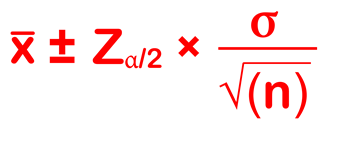 x̅ ± Zα/2 × σ/√(n)